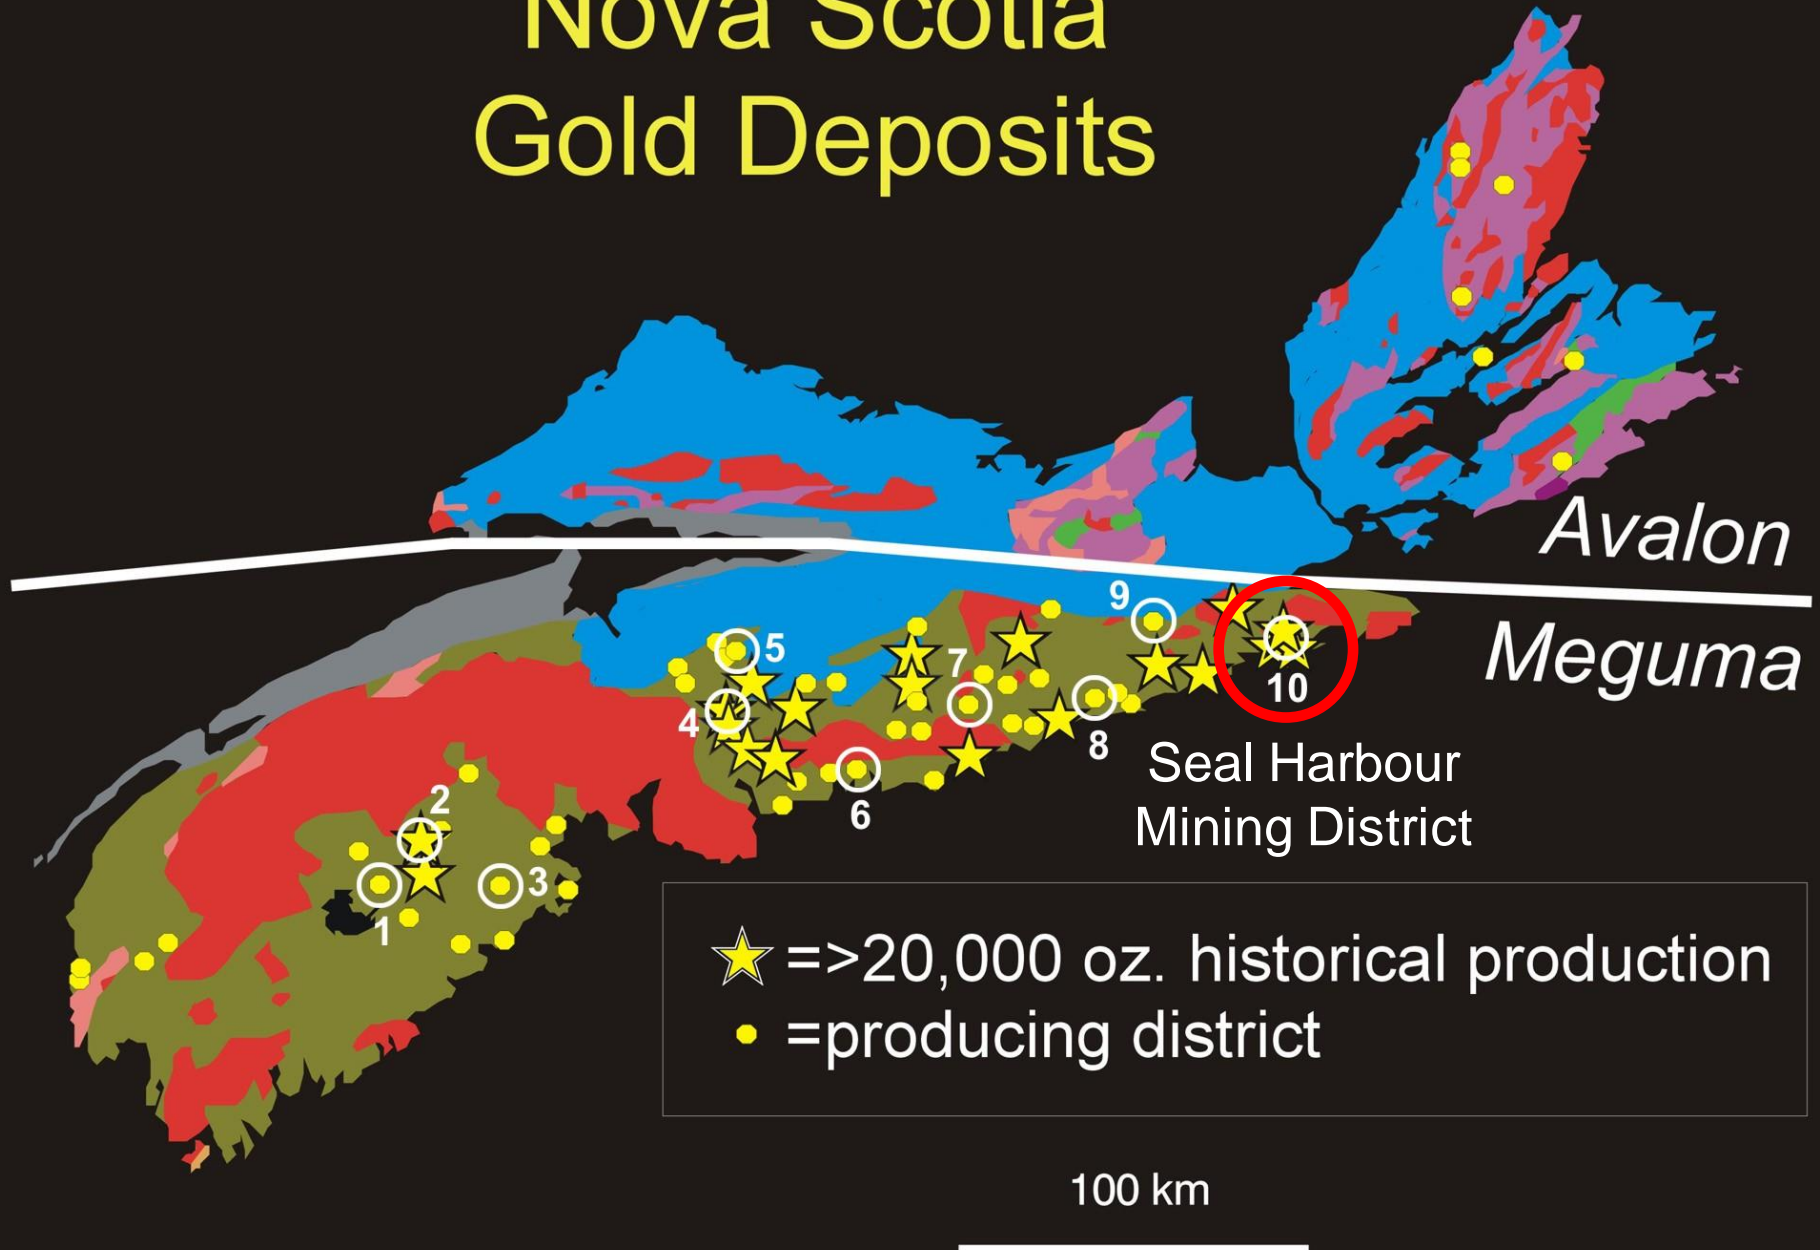 Nova Scotia
Gold Deposits
Avalon
Meguma
9
5
7
4
10
8
6
2
3
1
Seal Harbour
Mining District
=>20,000 oz. historical production
=producing district
100 km